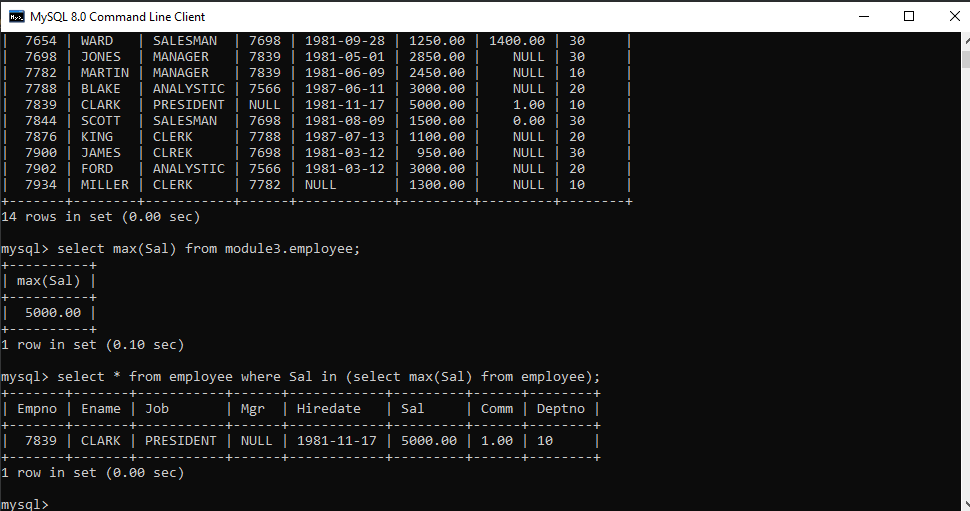 MySQL 8.0 Command Line Client
|  7654 | WARD   | SALESMAN  | 7698 | 1981-09-28 | 1250.00 | 1400.00 | 30     |
|  7698 | JONES  | MANAGER   | 7839 | 1981-05-01 | 2850.00 |    NULL | 30     |
|  7782 | MARTIN | MANAGER   | 7839 | 1981-06-09 | 2450.00 |    NULL | 10     |
|  7788 | BLAKE  | ANALYSTIC | 7566 | 1987-06-11 | 3000.00 |    NULL | 20     |
|  7839 | CLARK  | PRESIDENT | NULL | 1981-11-17 | 5000.00 |    1.00 | 10     |
|  7844 | SCOTT  | SALESMAN  | 7698 | 1981-08-09 | 1500.00 |    0.00 | 30     |
|  7876 | KING   | CLERK     | 7788 | 1987-07-13 | 1100.00 |    NULL | 20     |
|  7900 | JAMES  | CLREK     | 7698 | 1981-03-12 |  950.00 |    NULL | 30     |
|  7902 | FORD   | ANALYSTIC | 7566 | 1981-03-12 | 3000.00 |    NULL | 20     |
|  7934 | MILLER | CLERK     | 7782 | NULL       | 1300.00 |    NULL | 10     |
+-------+--------+-----------+------+------------+---------+---------+--------+
14 rows in set (0.00 sec)
mysql> select max(Sal) from module3.employee;
+----------+
| max(Sal) |
+----------+
|  5000.00 |
+----------+
1 row in set (0.10 sec)
mysql> select * from employee where Sal in (select max(Sal) from employee);
+-------+-------+-----------+------+------------+---------+------+--------+
| Empno | Ename | Job       | Mgr  | Hiredate   | Sal     | Comm | Deptno |
+-------+-------+-----------+------+------------+---------+------+--------+
|  7839 | CLARK | PRESIDENT | NULL | 1981-11-17 | 5000.00 | 1.00 | 10     |
+-------+-------+-----------+------+------------+---------+------+--------+
1 row in set (0.00 sec)
mysql>